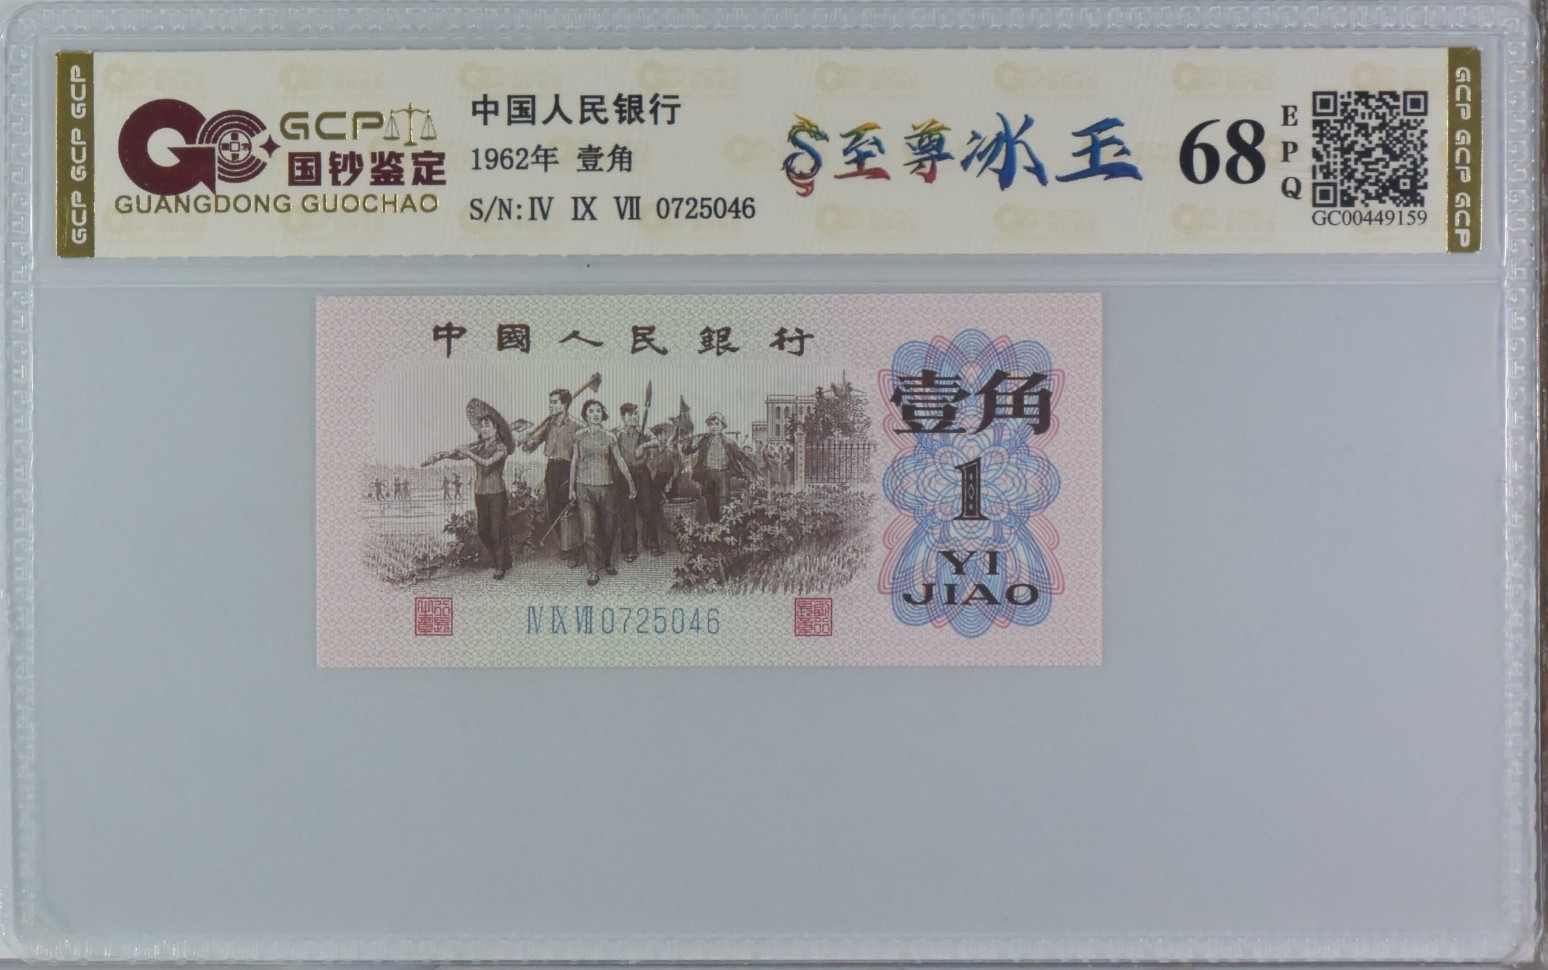 GCP GCP GCP
GCP
国钞鉴定
GUANGDONG GUOCHAO
中国人民银行
1962年 壹角
S/N:IV IX VII 0725046
至尊冰玉
68
EPQ
GC00449159
GCP GCP GCP
中國人民銀行
壹角
1
YI
JIAO
IV IX VII 0725046